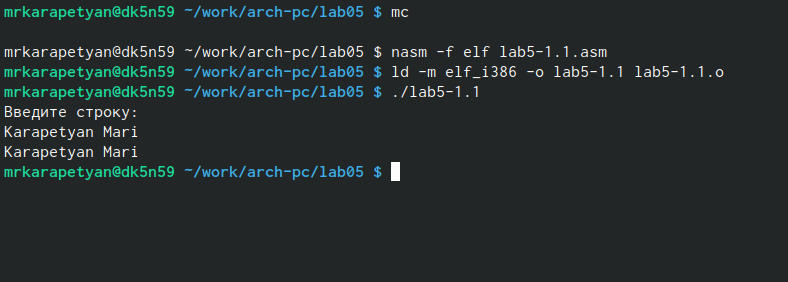 mrkarapetyan@dk5n59 ~/work/arch-pc/lab05 $ mc
mrkarapetyan@dk5n59 ~/work/arch-pc/lab05 $ nasm -f elf lab5-1.1.asm
mrkarapetyan@dk5n59 ~/work/arch-pc/lab05 $ ld -m elf_i386 -o lab5-1.1 lab5-1.1.o
mrkarapetyan@dk5n59 ~/work/arch-pc/lab05 $ ./lab5-1.1
Введите строку:
Karapetyan Mari
Karapetyan Mari
mrkarapetyan@dk5n59 ~/work/arch-pc/lab05 $